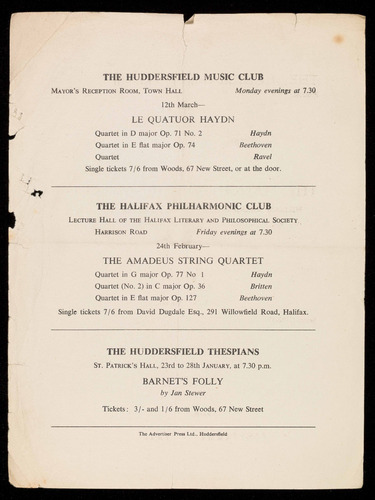 THE HUDDERSFIELD MUSIC CLUB
MAYOR'S RECEPTION ROOM, TOWN HALL Monday evenings at 7.30
12th March—
LE QUATUOR HAYDN
Quartet in D major Op. 71 No. 2 Haydn
Quartet in E flat major Op. 74 Beethoven
Quartet Ravel
Single tickets 7/6 from Woods, 67 New Street, or at the door.
THE HALIFAX PHILHARMONIC CLUB
LECTURE HALL OF THE HALIFAX LITERARY AND PHILOSOPHICAL SOCIETY
HARRISON ROAD Friday evenings at 7.30
24th February—
THE AMADEUS STRING QUARTET
Quartet in G major Op. 77 No 1 Haydn
Quartet (No. 2) in C major Op. 36 Britten
Quartet in E flat major Op. 127 Beethoven
Single tickets 7/6 from David Dugdale Esq., 291 Willowfield Road, Halifax.
THE HUDDERSFIELD THESPIANS
ST. PATRICK'S HALL, 23rd to 28th JANUARY, at 7.30 p.m.
BARNET'S FOLLY
by Jan Stewer
Tickets: 3/- and 1/6 from Woods, 67 New Street
The Advertiser Press Ltd., Huddersfield